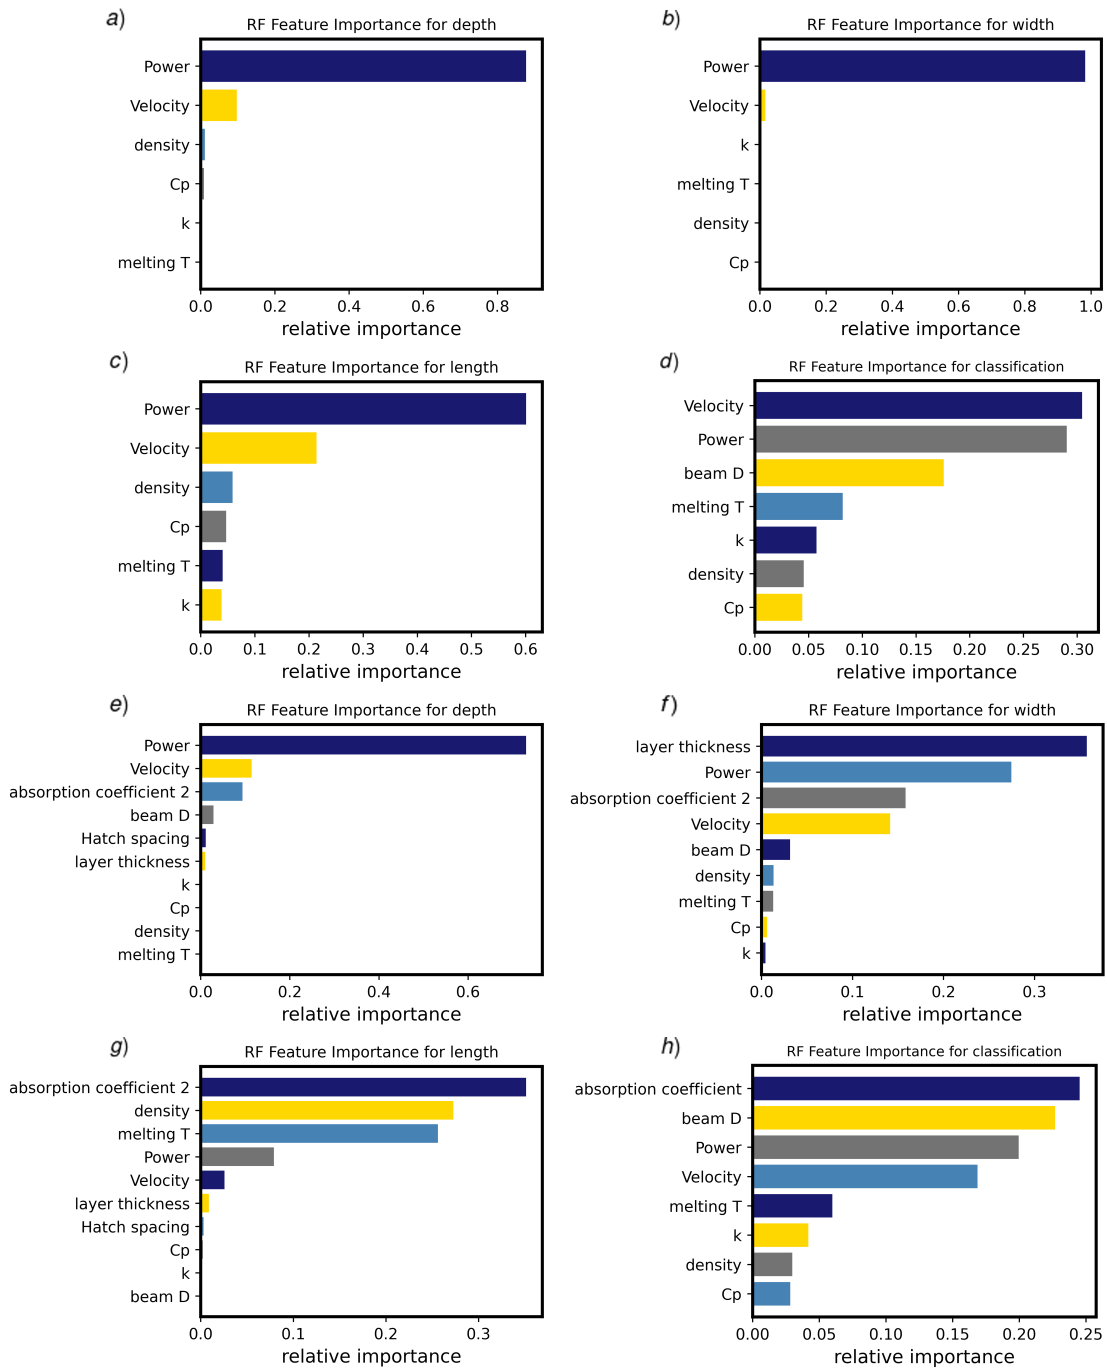 a)
RF Feature Importance for depth
Power
Velocity
density
Cp
k
melting T
0.0 0.2 0.4 0.6 0.8
relative importance
b)
RF Feature Importance for width
Power
Velocity
k
melting T
density
Cp
0.0 0.2 0.4 0.6 0.8 1.0
relative importance
c)
RF Feature Importance for length
Power
Velocity
density
Cp
melting T
k
0.0 0.1 0.2 0.3 0.4 0.5 0.6
relative importance
d)
RF Feature Importance for classification
Velocity
Power
beam D
melting T
k
density
Cp
0.00 0.05 0.10 0.15 0.20 0.25 0.30
relative importance
e)
RF Feature Importance for depth
Power
Velocity
absorption coefficient 2
beam D
Hatch spacing
layer thickness
k
Cp
density
melting T
0.0 0.2 0.4 0.6
relative importance
f)
RF Feature Importance for width
layer thickness
Power
absorption coefficient 2
Velocity
beam D
density
melting T
Cp
k
0.0 0.1 0.2 0.3
relative importance
g)
RF Feature Importance for length
absorption coefficient 2
density
melting T
Power
Velocity
layer thickness
Hatch spacing
Cp
k
beam D
0.0 0.1 0.2 0.3
relative importance
h)
RF Feature Importance for classification
absorption coefficient
beam D
Power
Velocity
melting T
k
density
Cp
0.00 0.05 0.10 0.15 0.20 0.25
relative importance